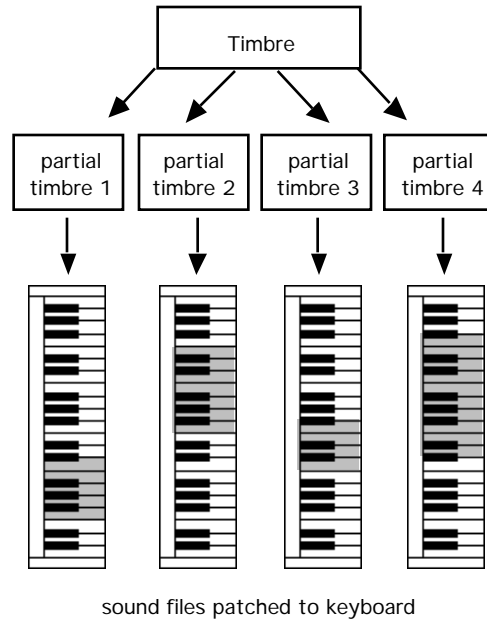 Timbre
partial
timbre 1
partial
timbre 2
partial
timbre 3
partial
timbre 4
sound files patched to keyboard